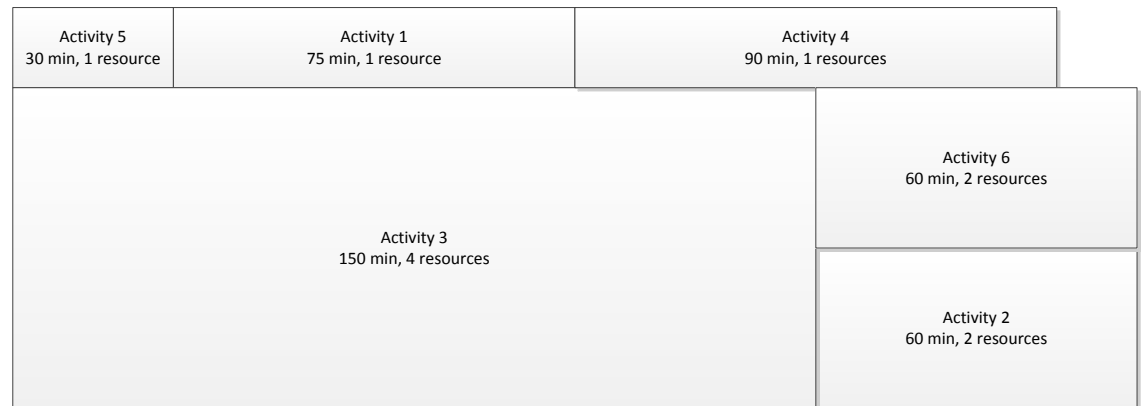 Activity 5
30 min, 1 resource
Activity 1
75 min, 1 resource
Activity 4
90 min, 1 resources
Activity 6
60 min, 2 resources
Activity 3
150 min, 4 resources
Activity 2
60 min, 2 resources